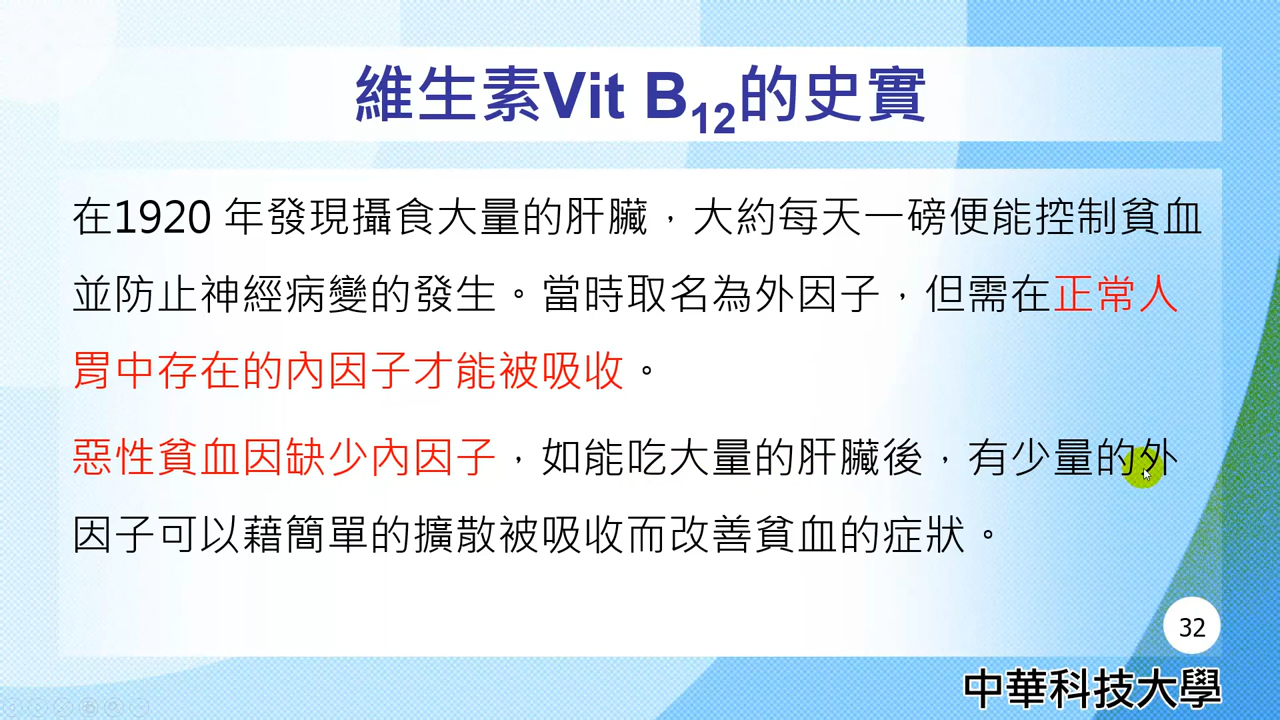 維生素Vit B12的史實
在1920 年發現攝食大量的肝臟，大約每天一磅便能控制貧血
並防止神經病變的發生。當時取名為外因子，但需在正常人
胃中存在的內因子才能被吸收。
惡性貧血因缺少內因子，如能吃大量的肝臟後，有少量的外
因子可以藉簡單的擴散被吸收而改善貧血的症狀。
32
中華科技大學